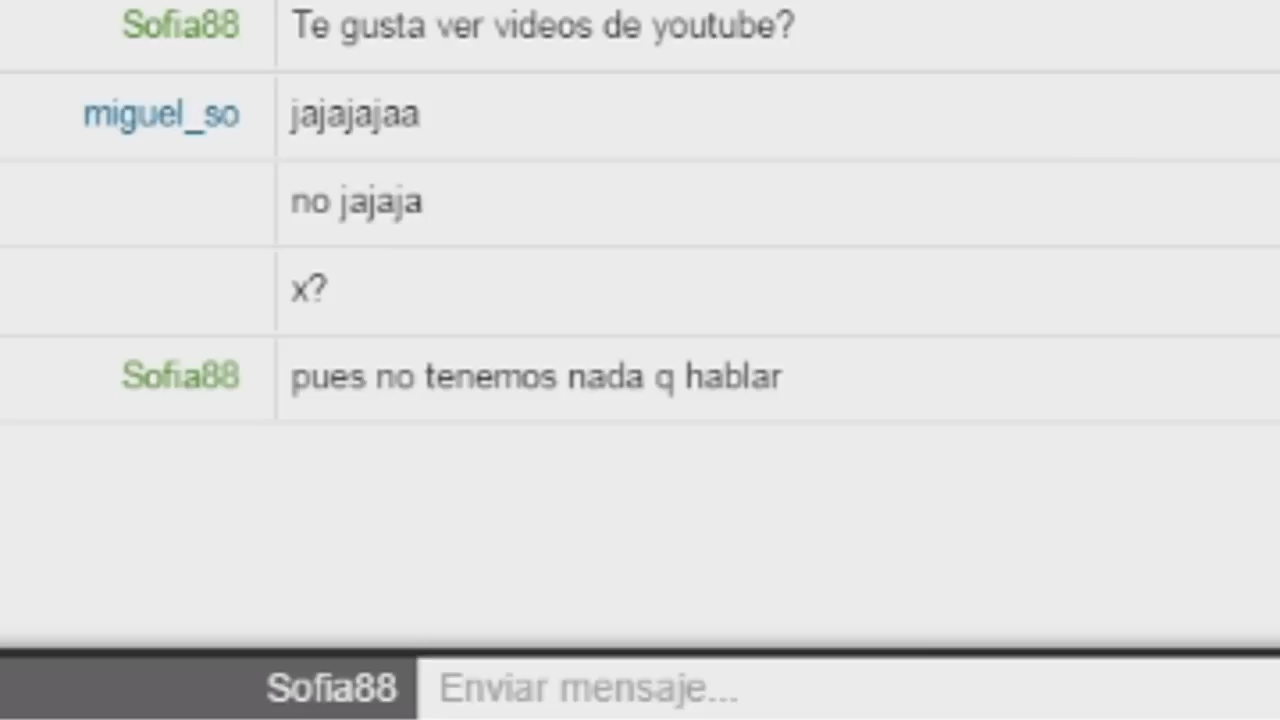 Sofia88 Te gusta ver videos de youtube?
miguel_so jajajajaa
no jajaja
x?
Sofia88 pues no tenemos nada q hablar
Sofia88 Enviar mensaje...